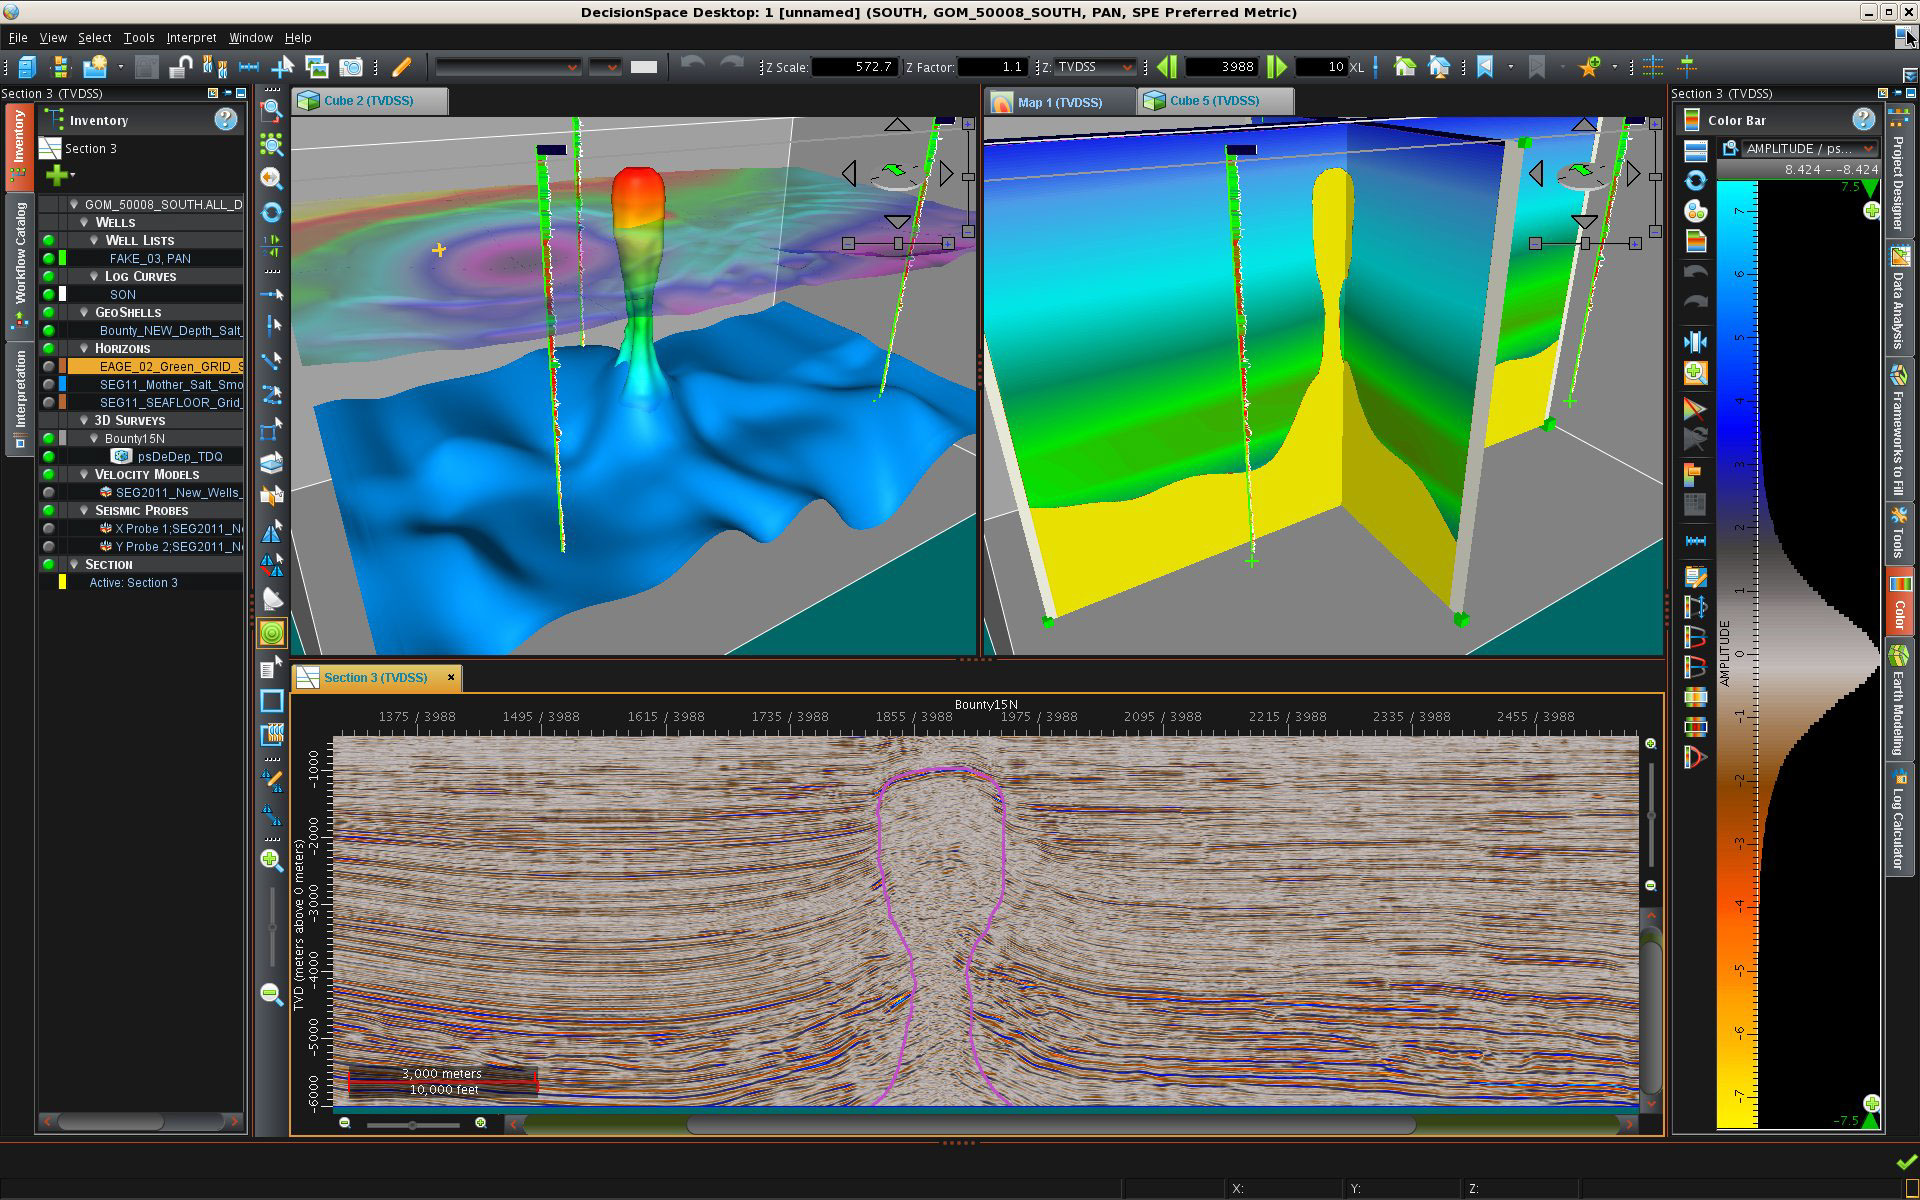 DecisionSpace Desktop: 1 [unnamed] (SOUTH, GOM_50008_SOUTH, PAN, SPE Preferred Metric)
File View Select Tools Interpret Window Help
Z Scale: 572.7 Z Factor: 1.1 Z: TVDSS 3988 10 XL
Section 3 (TVDSS)
Inventory
Workflow Catalog
Interpretation
Inventory
Section 3
GOM_50008_SOUTH.ALL_D
WELLS
WELL LISTS
FAKE_03, PAN
LOG CURVES
SON
GEOSHELLS
Bounty_NEW_Depth_Salt_
HORIZONS
EAGE_02_Green_GRID_S
SEG11_Mother_Salt_Smo
SEG11_SEAFLOOR_Grid_
3D SURVEYS
Bounty15N
psDeDep_TDQ
VELOCITY MODELS
SEG2011_New_Wells_
SEISMIC PROBES
X Probe 1;SEG2011_N
Y Probe 2;SEG2011_N
SECTION
Active: Section 3
Cube 2 (TVDSS)
Map 1 (TVDSS)
Cube 5 (TVDSS)
Section 3 (TVDSS)
Bounty15N
1375 / 3988 1495 / 3988 1615 / 3988 1735 / 3988 1855 / 3988 1975 / 3988 2095 / 3988 2215 / 3988 2335 / 3988 2455 / 3988
TVD (meters above 0 meters)
-1000
-2000
-3000
-4000
-5000
-6000
3,000 meters
10,000 feet
Section 3 (TVDSS)
Color Bar
AMPLITUDE / ps...
8.424 - -8.424
7.5
7
6
5
4
3
2
1
0
-1
-2
-3
-4
-5
-6
-7
AMPLITUDE
-7.5
Project Designer
Data Analysis
Frameworks to Fill
Tools
Color
Earth Modeling
Log Calculator
X: Y: Z: